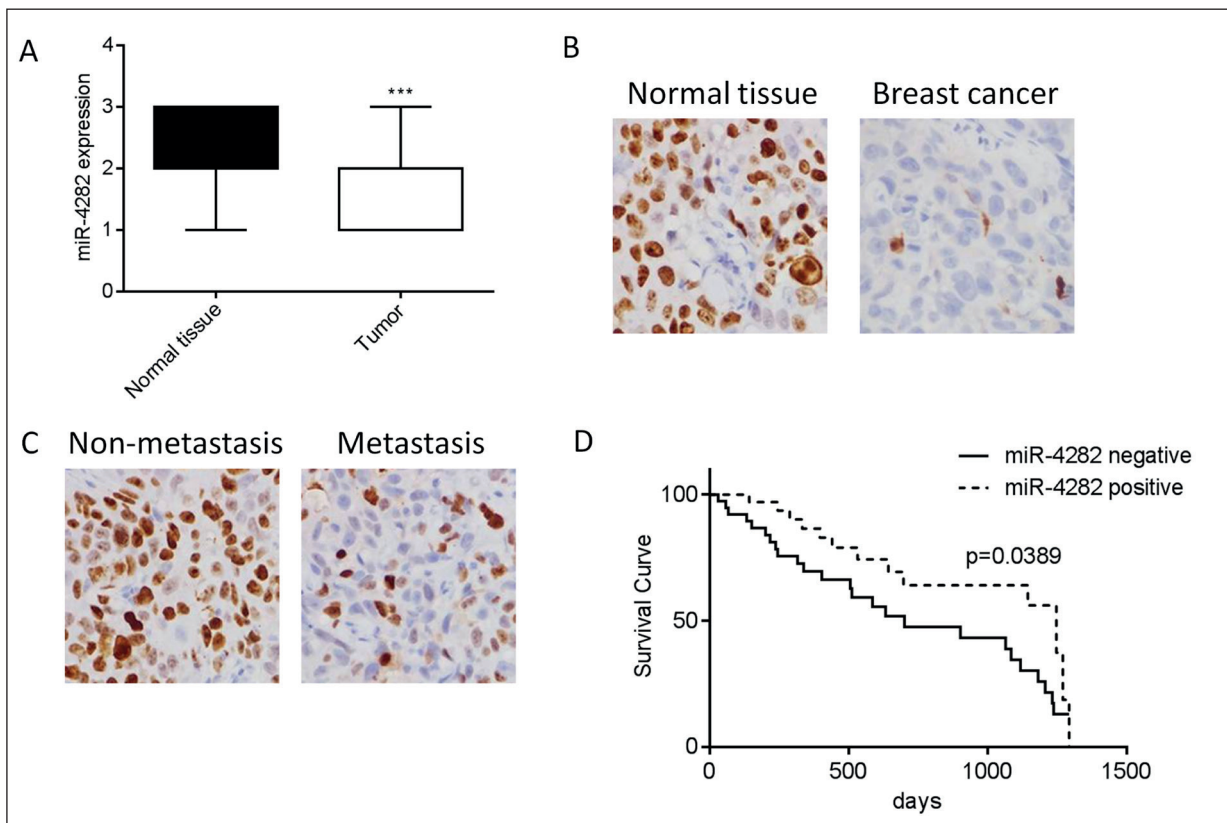 A
miR-4282 expression
4
3
2
1
0
***
Normal tissue
Tumor
B
Normal tissue
Breast cancer
C
Non-metastasis
Metastasis
D
miR-4282 negative
miR-4282 positive
p=0.0389
Survival Curve
100
50
0
0
500
1000
1500
days